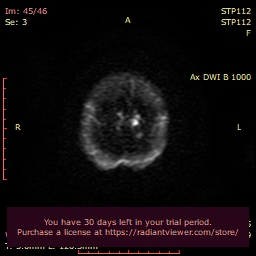 Im: 45/46
Se: 3
A
STP112
STP112
F
Ax DWI B 1000
R
L
You have 30 days left in your trial period.
Purchase a license at https://radiantviewer.com/store/